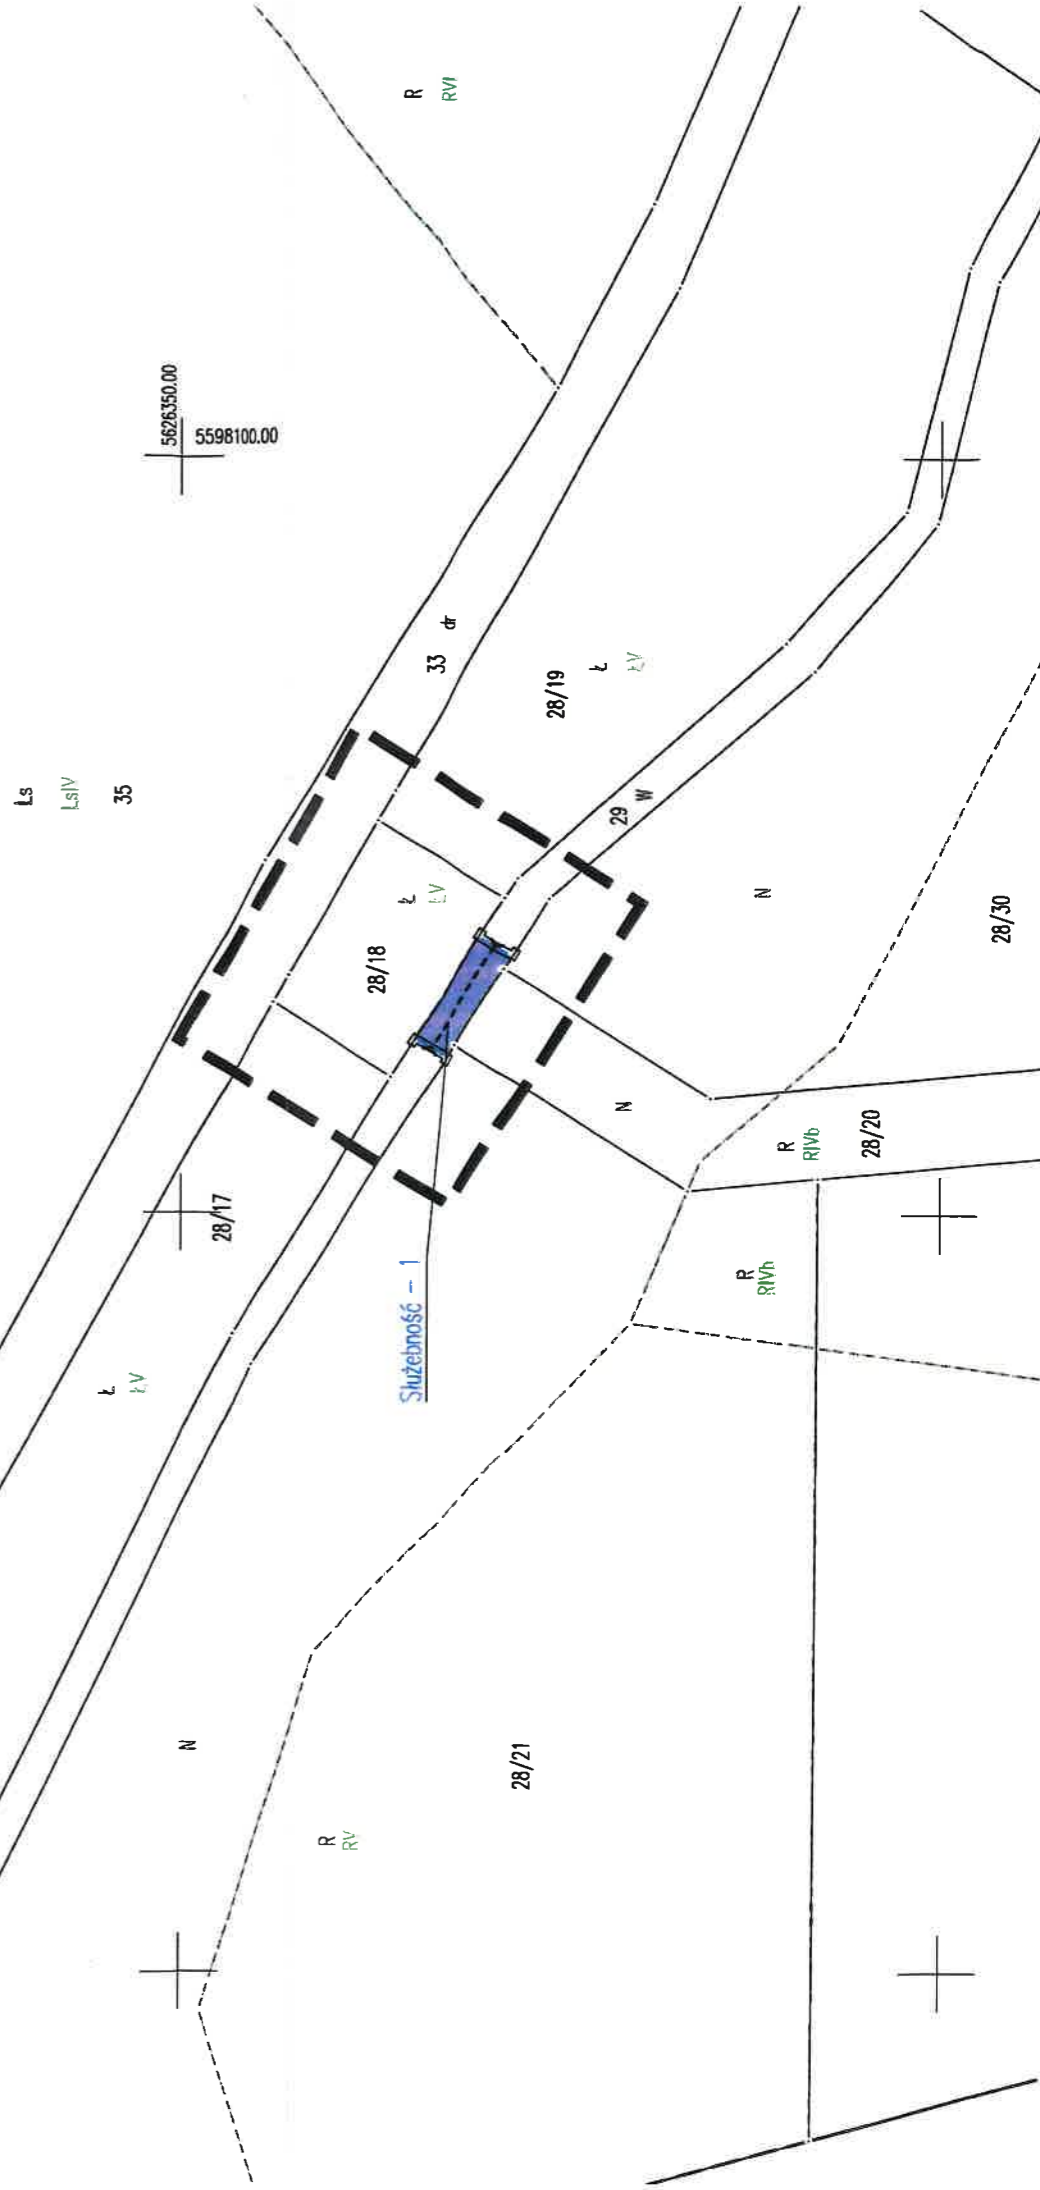 Ls
LsIV
35
5626350.00
5598100.00
R
RVI
33 dr
28/19
Ł
ŁV
Ł
ŁV
28/18
29 W
N
28/30
28/17
Ł
ŁV
Służebność - 1
N
R
RIVb
28/20
R
RIVb
N
R
RV
28/21